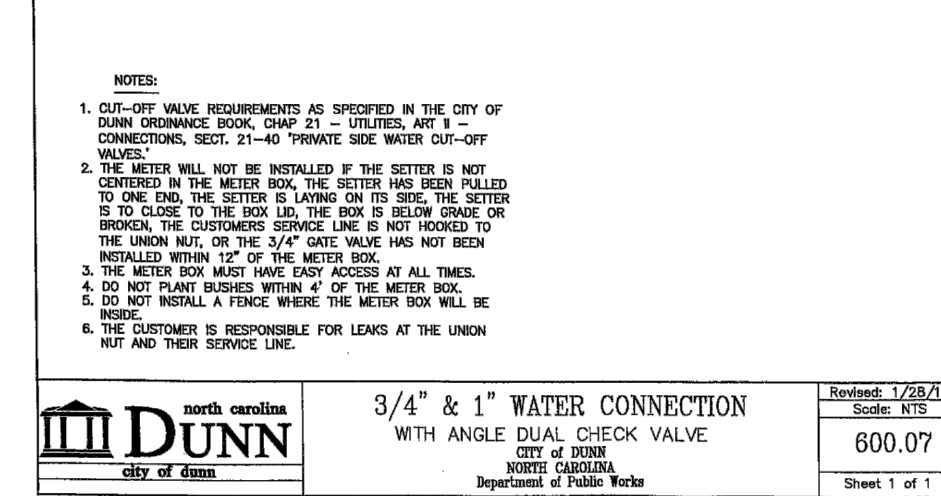 NOTES:
1. CUT-OFF VALVE REQUIREMENTS AS SPECIFIED IN THE CITY OF
DUNN ORDINANCE BOOK, CHAP 21 – UTILITIES, ART II –
CONNECTIONS, SECT. 21-40 'PRIVATE SIDE WATER CUT-OFF
VALVES.'
2. THE METER WILL NOT BE INSTALLED IF THE SETTER IS NOT
CENTERED IN THE METER BOX, THE SETTER HAS BEEN PULLED
TO ONE END, THE SETTER IS LAYING ON ITS SIDE, THE SETTER
IS TO CLOSE TO THE BOX LID, THE BOX IS BELOW GRADE OR
BROKEN, THE CUSTOMERS SERVICE LINE IS NOT HOOKED TO
THE UNION NUT, OR THE 3/4" GATE VALVE HAS NOT BEEN
INSTALLED WITHIN 12" OF THE METER BOX.
3. THE METER BOX MUST HAVE EASY ACCESS AT ALL TIMES.
4. DO NOT PLANT BUSHES WITHIN 4' OF THE METER BOX.
5. DO NOT INSTALL A FENCE WHERE THE METER BOX WILL BE
INSIDE.
6. THE CUSTOMER IS RESPONSIBLE FOR LEAKS AT THE UNION
NUT AND THEIR SERVICE LINE.
north carolina
DUNN
city of dunn
3/4" & 1" WATER CONNECTION
WITH ANGLE DUAL CHECK VALVE
CITY of DUNN
NORTH CAROLINA
Department of Public Works
Revised: 1/28/1
Scale: NTS
600.07
Sheet 1 of 1